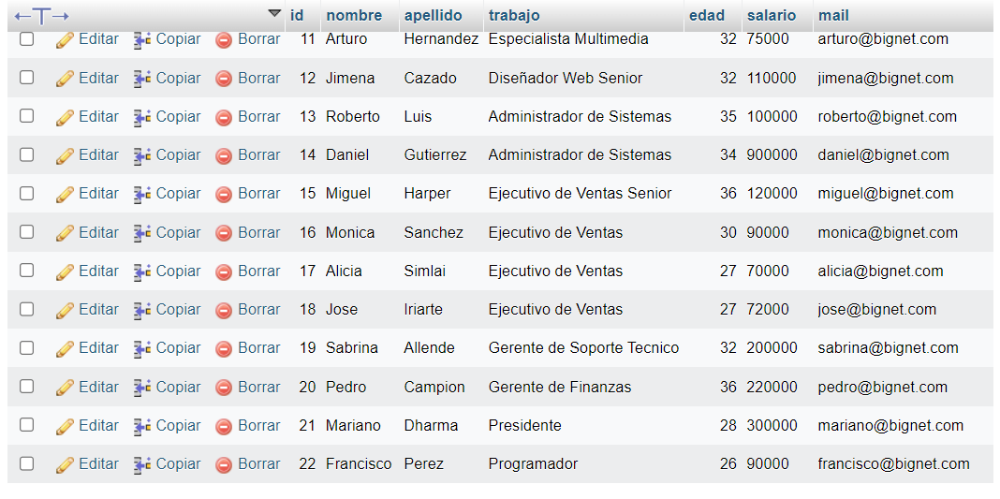 ←T→ id nombre apellido trabajo edad salario mail
Editar Copiar Borrar 11 Arturo Hernandez Especialista Multimedia 32 75000 arturo@bignet.com
Editar Copiar Borrar 12 Jimena Cazado Diseñador Web Senior 32 110000 jimena@bignet.com
Editar Copiar Borrar 13 Roberto Luis Administrador de Sistemas 35 100000 roberto@bignet.com
Editar Copiar Borrar 14 Daniel Gutierrez Administrador de Sistemas 34 900000 daniel@bignet.com
Editar Copiar Borrar 15 Miguel Harper Ejecutivo de Ventas Senior 36 120000 miguel@bignet.com
Editar Copiar Borrar 16 Monica Sanchez Ejecutivo de Ventas 30 90000 monica@bignet.com
Editar Copiar Borrar 17 Alicia Simlai Ejecutivo de Ventas 27 70000 alicia@bignet.com
Editar Copiar Borrar 18 Jose Iriarte Ejecutivo de Ventas 27 72000 jose@bignet.com
Editar Copiar Borrar 19 Sabrina Allende Gerente de Soporte Tecnico 32 200000 sabrina@bignet.com
Editar Copiar Borrar 20 Pedro Campion Gerente de Finanzas 36 220000 pedro@bignet.com
Editar Copiar Borrar 21 Mariano Dharma Presidente 28 300000 mariano@bignet.com
Editar Copiar Borrar 22 Francisco Perez Programador 26 90000 francisco@bignet.com